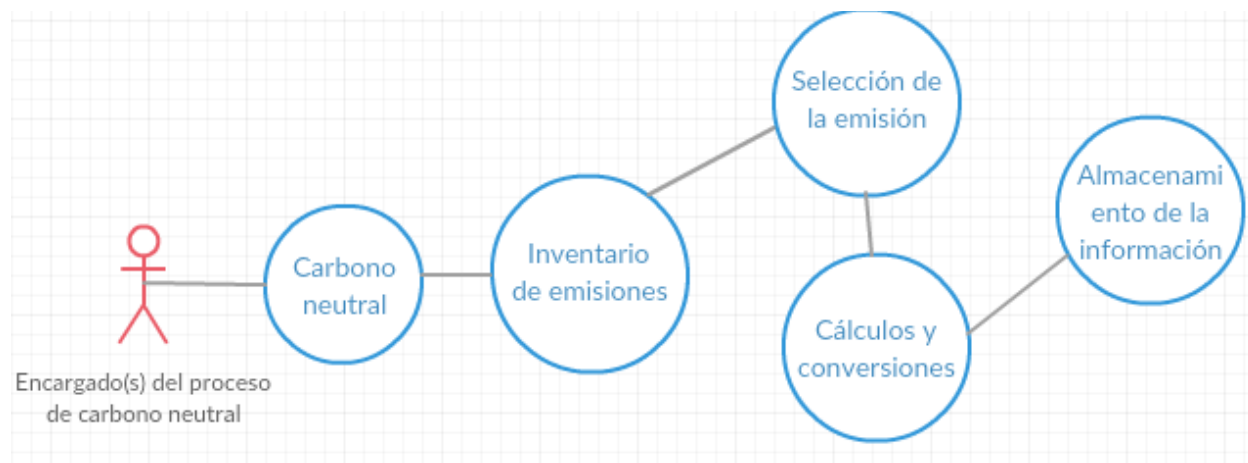 Selección de
la emisión
Almacenami
ento de la
información
Inventario
de emisiones
Carbono
neutral
Cálculos y
conversiones
Encargado(s) del proceso
de carbono neutral